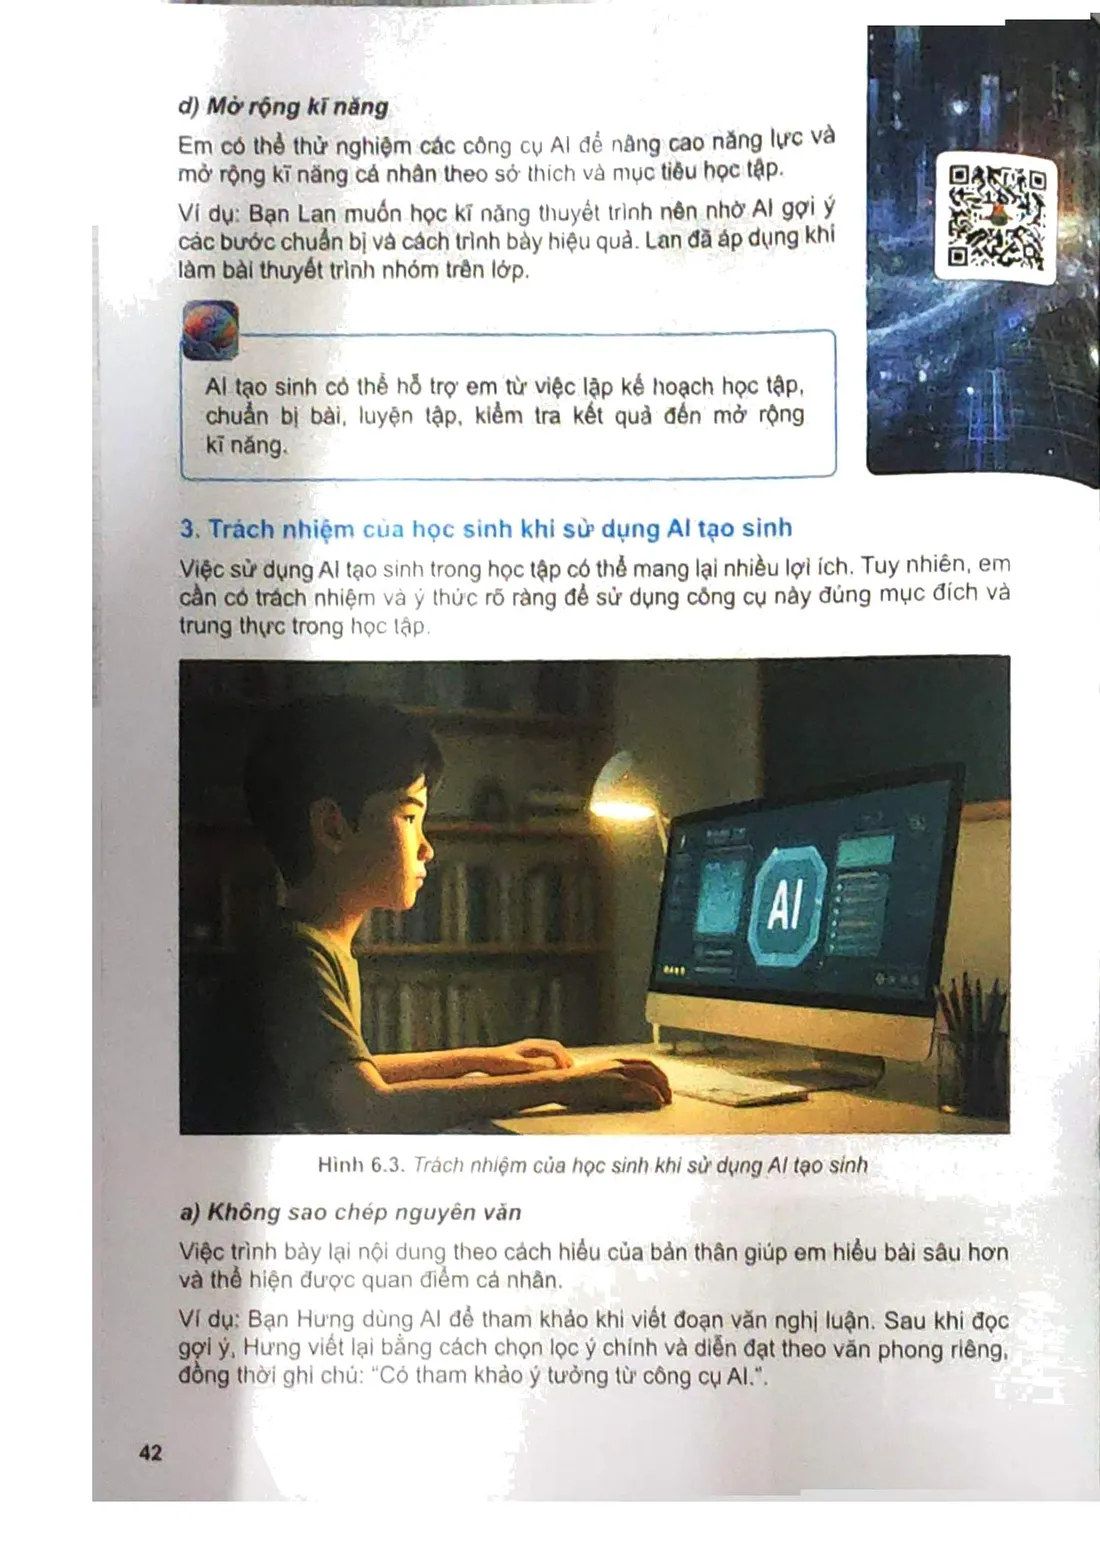 d) Mở rộng kĩ năng
Em có thể thử nghiệm các công cụ AI để nâng cao năng lực và
mở rộng kĩ năng cá nhân theo sở thích và mục tiêu học tập.
Ví dụ: Bạn Lan muốn học kĩ năng thuyết trình nên nhờ AI gợi ý
các bước chuẩn bị và cách trình bày hiệu quả. Lan đã áp dụng khi
làm bài thuyết trình nhóm trên lớp.
AI tạo sinh có thể hỗ trợ em từ việc lập kế hoạch học tập,
chuẩn bị bài, luyện tập, kiểm tra kết quả đến mở rộng
kĩ năng.
3. Trách nhiệm của học sinh khi sử dụng AI tạo sinh
Việc sử dụng AI tạo sinh trong học tập có thể mang lại nhiều lợi ích. Tuy nhiên, em
cần có trách nhiệm và ý thức rõ ràng để sử dụng công cụ này đúng mục đích và
trung thực trong học tập.
AI
Hình 6.3. Trách nhiệm của học sinh khi sử dụng AI tạo sinh
a) Không sao chép nguyên văn
Việc trình bày lại nội dung theo cách hiểu của bản thân giúp em hiểu bài sâu hơn
và thể hiện được quan điểm cá nhân.
Ví dụ: Bạn Hưng dùng AI để tham khảo khi viết đoạn văn nghị luận. Sau khi đọc
gợi ý, Hưng viết lại bằng cách chọn lọc ý chính và diễn đạt theo văn phong riêng,
đồng thời ghi chú: “Có tham khảo ý tưởng từ công cụ AI.”.
42